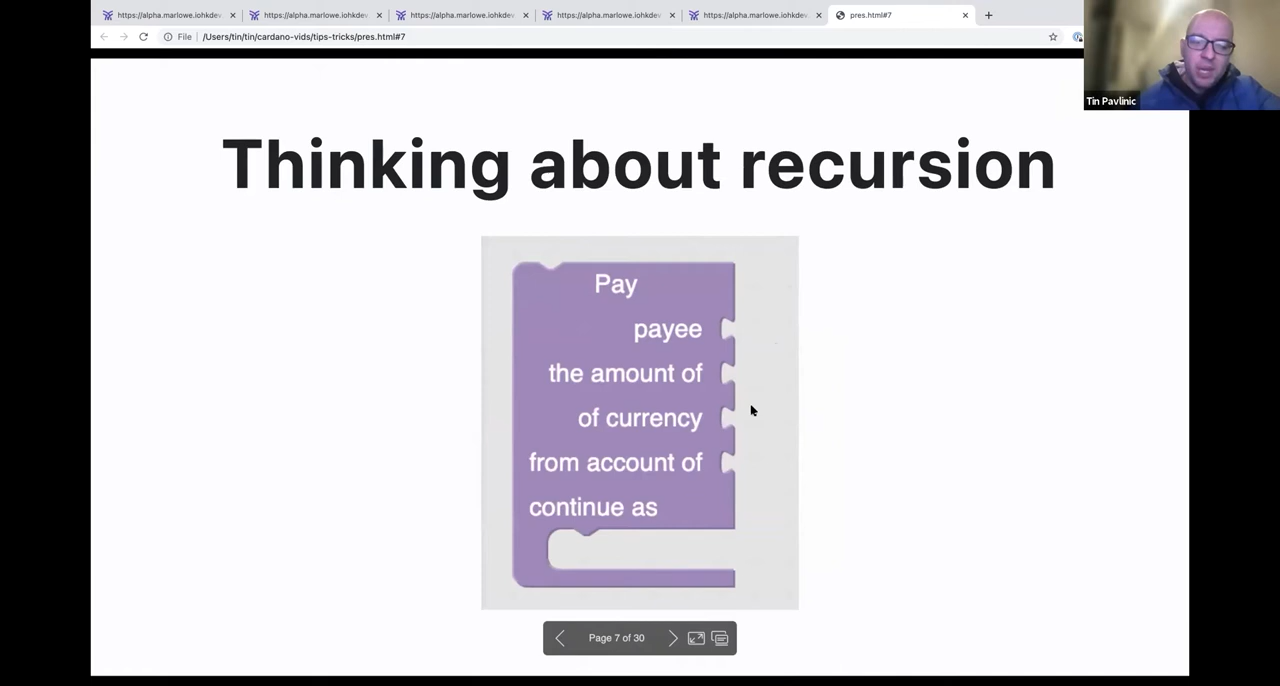 https://alpha.marlowe.iohkdev
https://alpha.marlowe.iohkdev
https://alpha.marlowe.iohkde
https://alpha.marlowe.iohkdev
https://alpha.marlowe.iohkdev
pres.html#7
File
/Users/tin/tin/cardano-vids/tips-tricks/pres.html#7
Tin Pavlinic
Thinking about recursion
Pay
payee
the amount of
of currency
from account of
continue as
Page 7 of 30